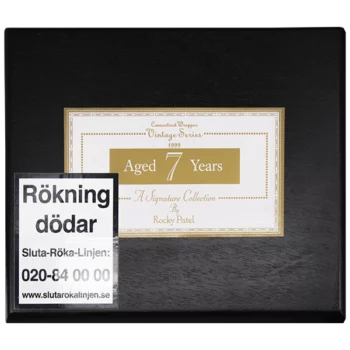 Connecticut Wrapper
Vintage Series
1999
Aged 7 Years
A Signature Collection
By
Rocky Patel
Rökning
dödar
Sluta-Röka-Linjen:
020-84 00 00
www.slutarokalinjen.se